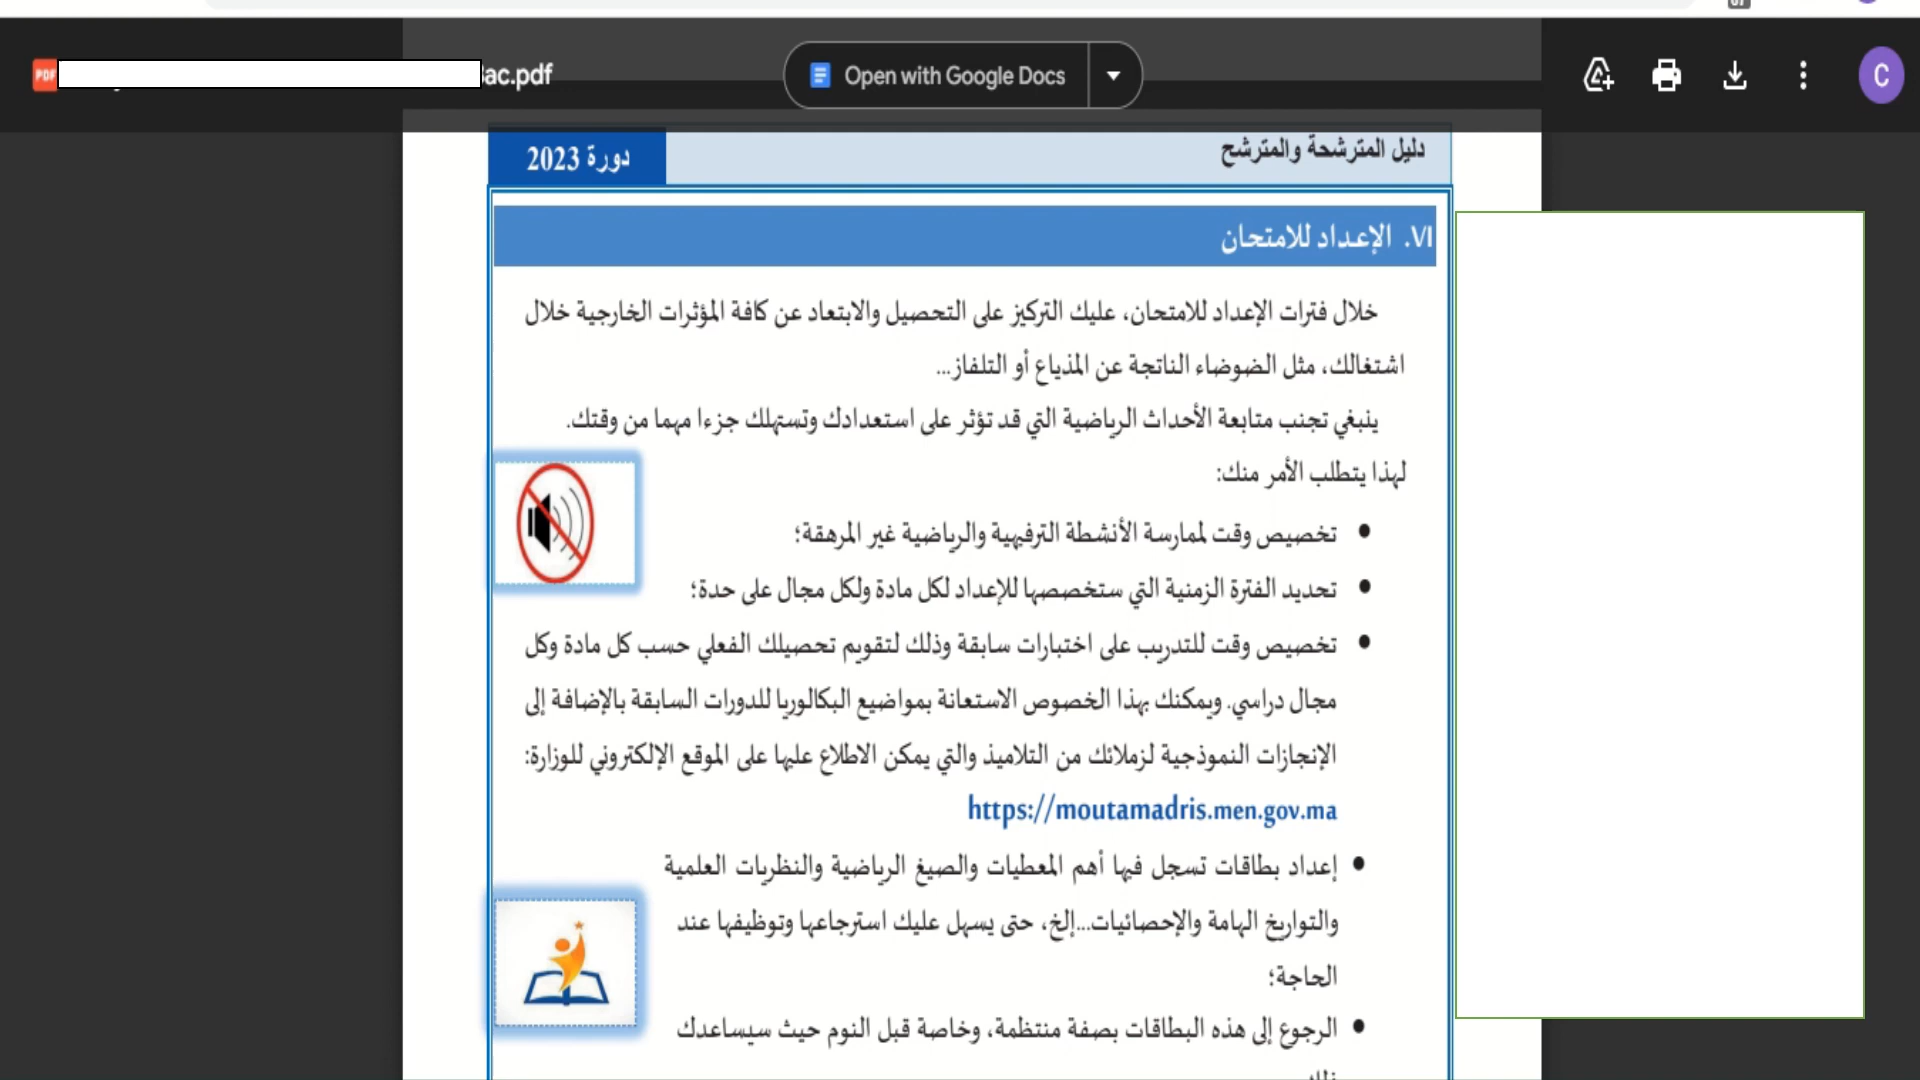 PDF
ac.pdf
Open with Google Docs
C
دليل المترشحة والمترشح
دورة 2023
VI. الإعداد للامتحان
خلال فترات الإعداد للامتحان، عليك التركيز على التحصيل والابتعاد عن كافة المؤثرات الخارجية خلال
اشتغالك، مثل الضوضاء الناتجة عن المذياع أو التلفاز...
ينبغي تجنب متابعة الأحداث الرياضية التي قد تؤثر على استعدادك وتستهلك جزءا مهما من وقتك.
لهذا يتطلب الأمر منك:
• تخصيص وقت لممارسة الأنشطة الترفيهية والرياضية غير المرهقة؛
• تحديد الفترة الزمنية التي ستخصصها للإعداد لكل مادة ولكل مجال على حدة؛
• تخصيص وقت للتدريب على اختبارات سابقة وذلك لتقويم تحصيلك الفعلي حسب كل مادة وكل
مجال دراسي. ويمكنك بهذا الخصوص الاستعانة بمواضيع البكالوريا للدورات السابقة بالإضافة إلى
الإنجازات النموذجية لزملائك من التلاميذ والتي يمكن الاطلاع عليها على الموقع الإلكتروني للوزارة:
https://moutamadris.men.gov.ma
• إعداد بطاقات تسجل فيها أهم المعطيات والصيغ الرياضية والنظريات العلمية
والتواريخ الهامة والإحصائيات...إلخ، حتى يسهل عليك استرجاعها وتوظيفها عند
الحاجة؛
• الرجوع إلى هذه البطاقات بصفة منتظمة، وخاصة قبل النوم حيث سيساعدك